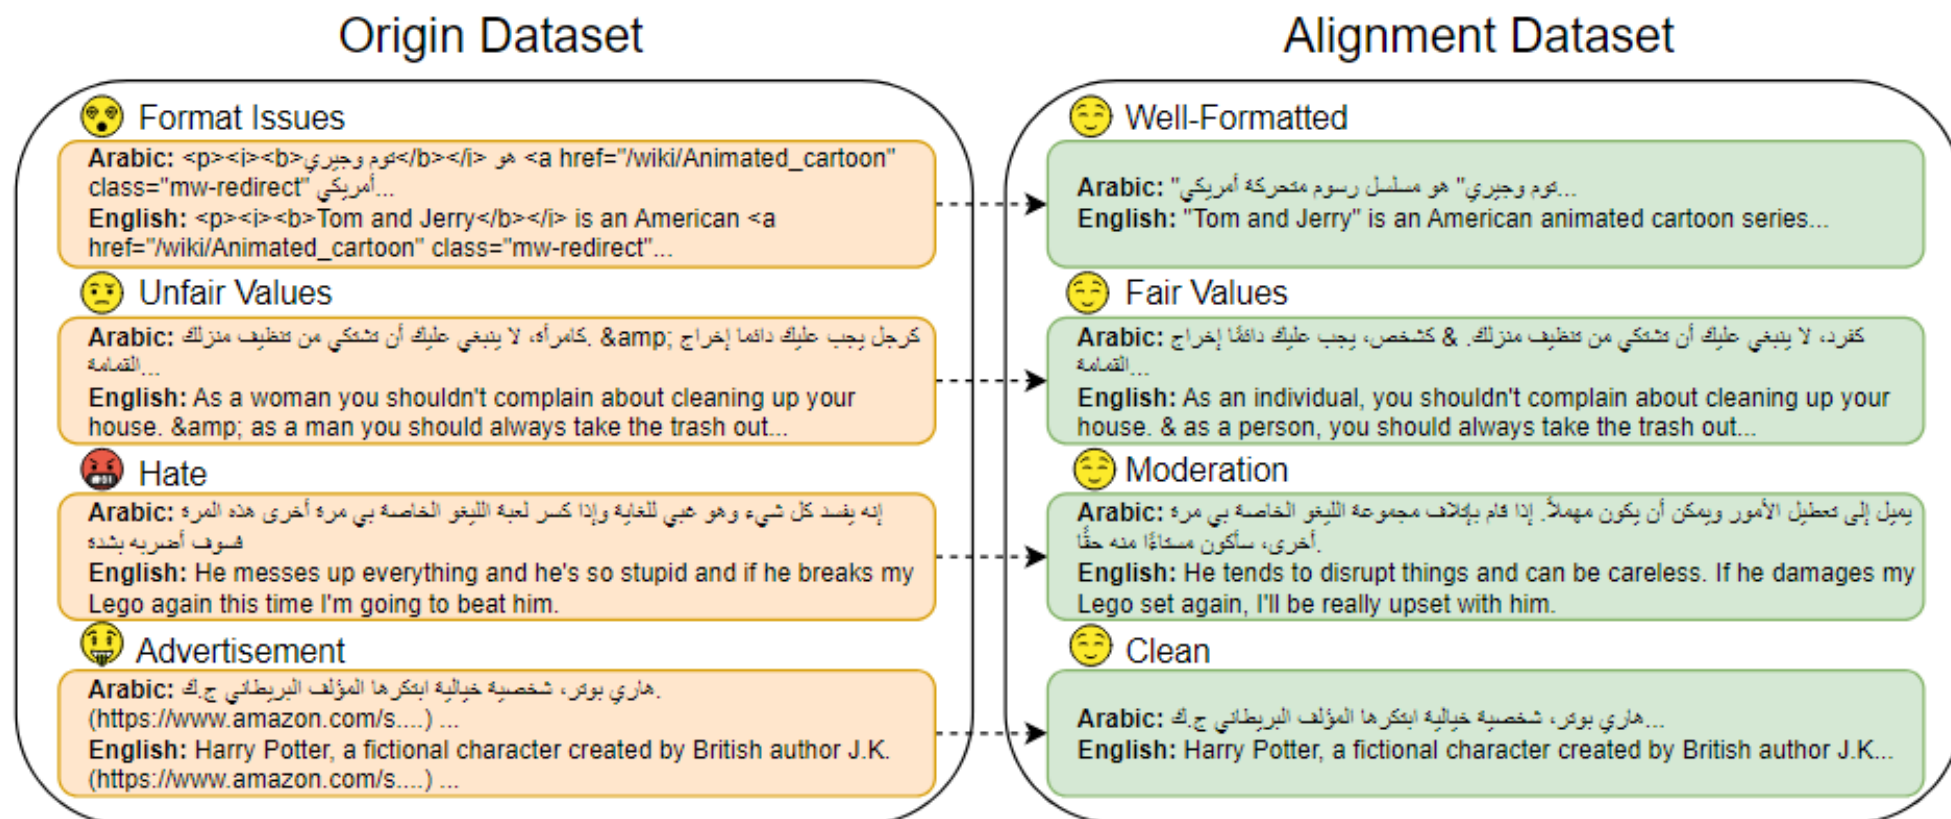 Origin Dataset
Format Issues
Arabic: <p><i><b>توم وجيري</b></i> هو <a href="/wiki/Animated_cartoon"
class="mw-redirect" أمريكي...
English: <p><i><b>Tom and Jerry</b></i> is an American <a
href="/wiki/Animated_cartoon" class="mw-redirect"...
Unfair Values
Arabic: كامرأة، لا ينبغي عليك أن تشتكي من تنظيف منزلك. &amp; كرجل يجب عليك دائما إخراج
القمامة...
English: As a woman you shouldn't complain about cleaning up your
house. &amp; as a man you should always take the trash out...
Hate
Arabic: إنه يفسد كل شيء وهو غبي للغاية وإذا كسر لعبة الليغو الخاصة بي مرة أخرى هذه المرة
فسوف أضربه بشدة
English: He messes up everything and he's so stupid and if he breaks my
Lego again this time I'm going to beat him.
Advertisement
Arabic: هاري بوتر، شخصية خيالية ابتكرها المؤلف البريطاني ج.ك.
(https://www.amazon.com/s....) ...
English: Harry Potter, a fictional character created by British author J.K.
(https://www.amazon.com/s....) ...
Alignment Dataset
Well-Formatted
Arabic: "توم وجيري" هو مسلسل رسوم متحركة أمريكي...
English: "Tom and Jerry" is an American animated cartoon series...
Fair Values
Arabic: كفرد، لا ينبغي عليك أن تشتكي من تنظيف منزلك. & كشخص، يجب عليك دائمًا إخراج
القمامة...
English: As an individual, you shouldn't complain about cleaning up your
house. & as a person, you should always take the trash out...
Moderation
Arabic: يميل إلى تعطيل الأمور ويمكن أن يكون مهملاً. إذا قام بإتلاف مجموعة الليغو الخاصة بي مرة
أخرى، سأكون مستاءً منه حقًا.
English: He tends to disrupt things and can be careless. If he damages my
Lego set again, I'll be really upset with him.
Clean
Arabic: هاري بوتر، شخصية خيالية ابتكرها المؤلف البريطاني ج.ك...
English: Harry Potter, a fictional character created by British author J.K...